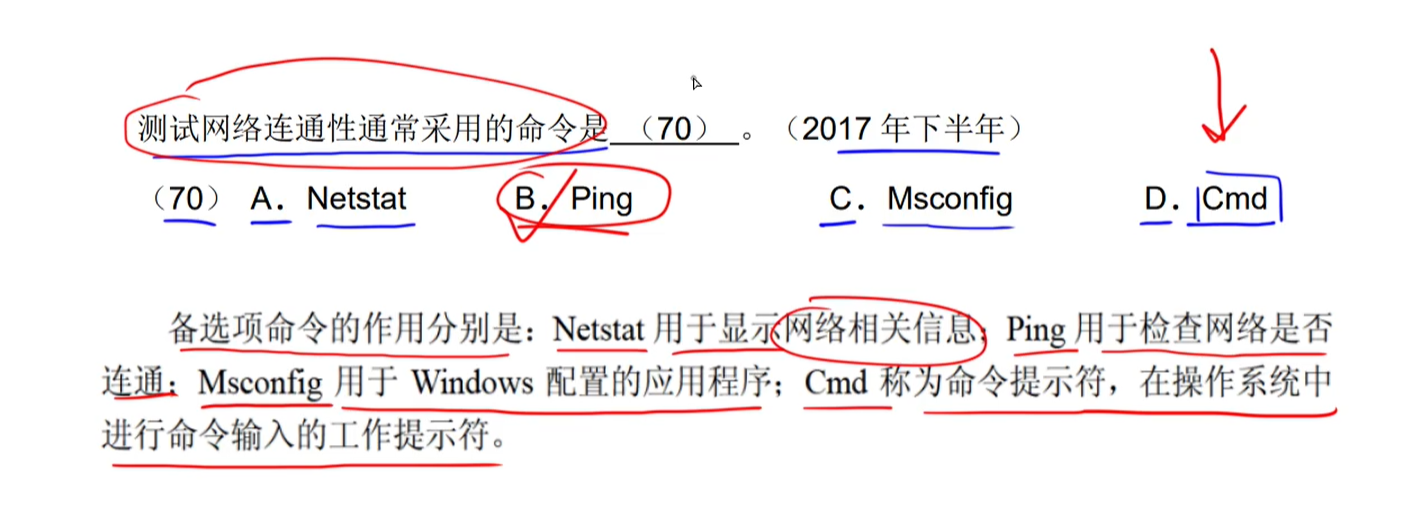 测试网络连通性通常采用的命令是 （70） 。（2017 年下半年）
（70） A． Netstat B． Ping C． Msconfig D． Cmd
备选项命令的作用分别是：Netstat 用于显示网络相关信息；Ping 用于检查网络是否
连通；Msconfig 用于 Windows 配置的应用程序；Cmd 称为命令提示符，在操作系统中
进行命令输入的工作提示符。